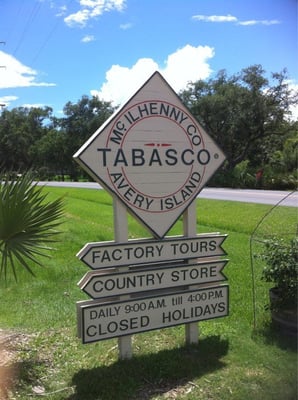 McILHENNY CO
TABASCO®
AVERY ISLAND
FACTORY TOURS
COUNTRY STORE
DAILY 9:00 A.M. till 4:00 P.M.
CLOSED HOLIDAYS